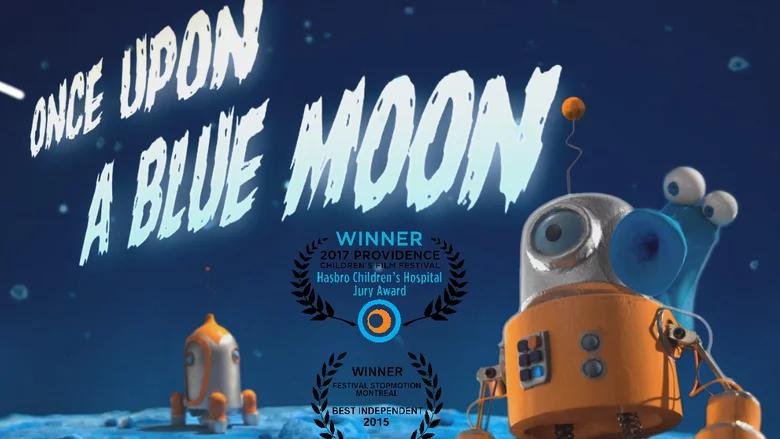 ONCE UPON
A BLUE MOON
WINNER
2017 PROVIDENCE
CHILDREN'S FILM FESTIVAL
Hasbro Children's Hospital
Jury Award
WINNER
FESTIVAL STOPMOTION
MONTREAL
BEST INDEPENDENT
2015